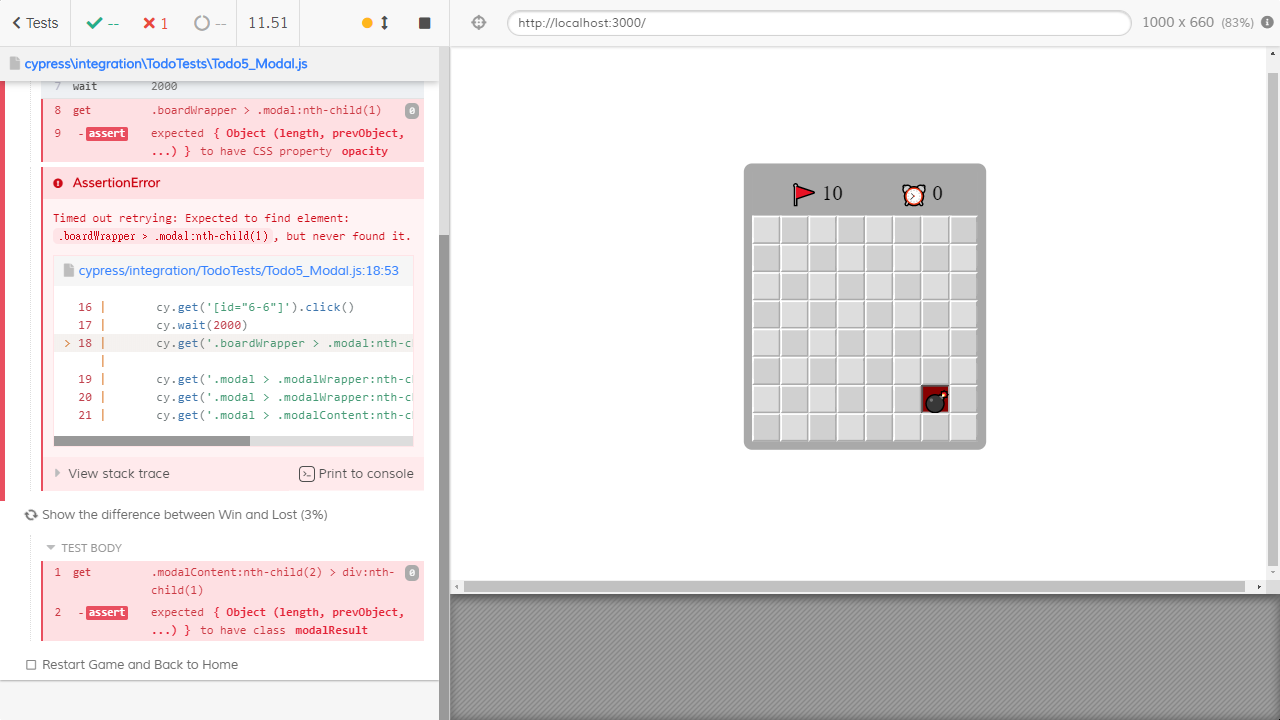 Tests
--
1
--
11.51
http://localhost:3000/
1000 x 660 (83%)
cypress\integration\TodoTests\Todo5_Modal.js
7 wait 2000
8 get .boardWrapper > .modal:nth-child(1) 0
9 -assert expected { Object (length, prevObject,
...) } to have CSS property opacity
AssertionError
Timed out retrying: Expected to find element:
.boardWrapper > .modal:nth-child(1), but never found it.
cypress/integration/TodoTests/Todo5_Modal.js:18:53
16 | cy.get('[id="6-6"]').click()
17 | cy.wait(2000)
> 18 | cy.get('.boardWrapper > .modal:nth-c
|
19 | cy.get('.modal > .modalWrapper:nth-c
20 | cy.get('.modal > .modalWrapper:nth-c
21 | cy.get('.modal > .modalContent:nth-c
View stack trace
Print to console
Show the difference between Win and Lost (3%)
TEST BODY
1 get .modalContent:nth-child(2) > div:nth- 0
child(1)
2 -assert expected { Object (length, prevObject,
...) } to have class modalResult
Restart Game and Back to Home
10
0